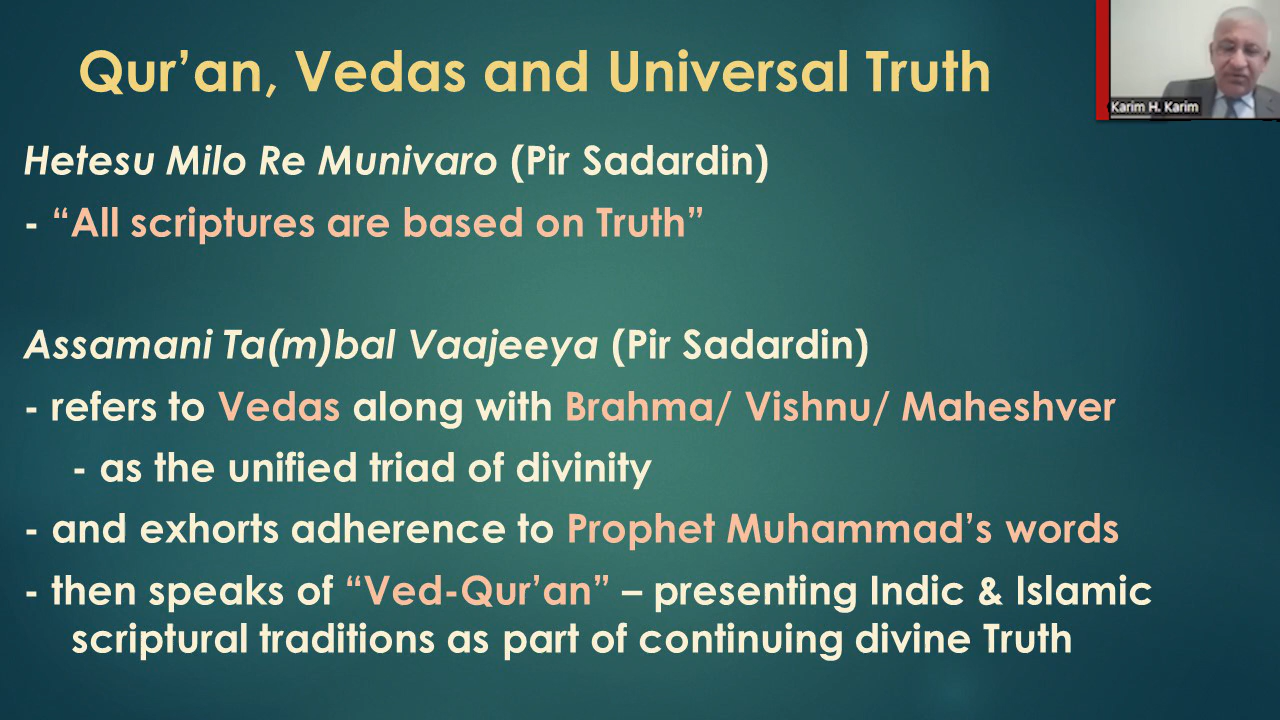 Qur’an, Vedas and Universal Truth
Karim H. Karim
Hetesu Milo Re Munivaro (Pir Sadardin)
- “All scriptures are based on Truth”
Assamani Ta(m)bal Vaajeeya (Pir Sadardin)
- refers to Vedas along with Brahma/ Vishnu/ Maheshver
- as the unified triad of divinity
- and exhorts adherence to Prophet Muhammad’s words
- then speaks of “Ved-Qur’an” – presenting Indic & Islamic
scriptural traditions as part of continuing divine Truth